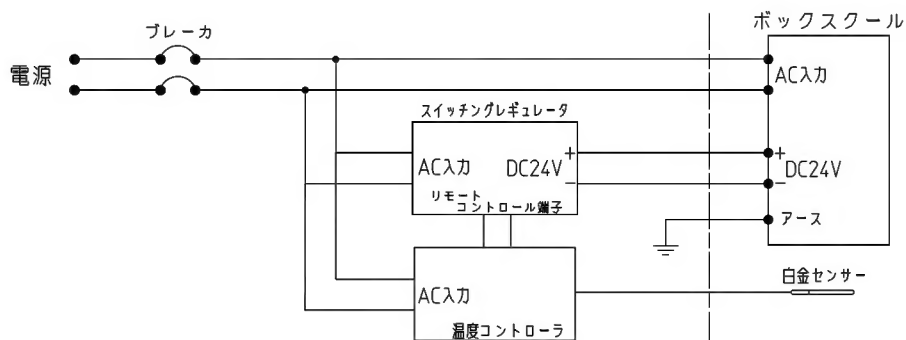 ボックスクール
ブレーカ
電源
AC入力
スイッチングレギュレータ
AC入力
DC24V
+
−
リモート
コントロール端子
+
DC24V
−
アース
白金センサー
AC入力
温度コントローラ